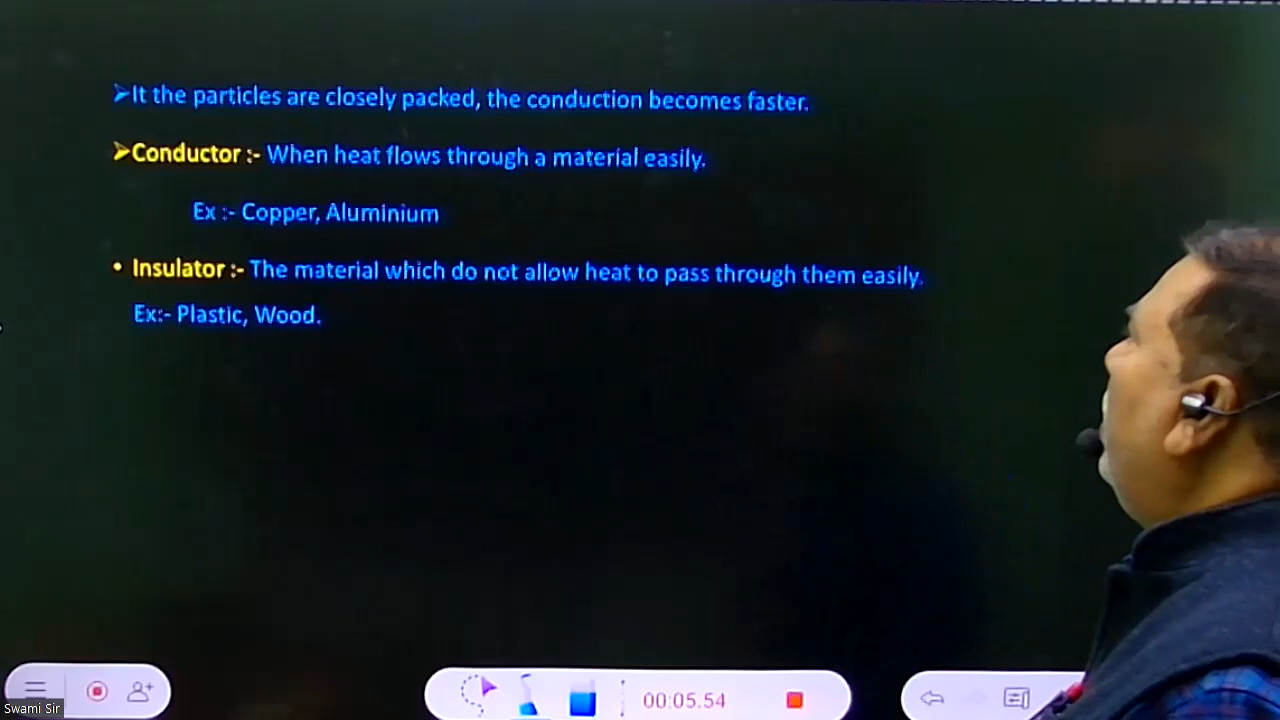 ➢It the particles are closely packed, the conduction becomes faster.
➢Conductor :- When heat flows through a material easily.
Ex :- Copper, Aluminium
• Insulator :- The material which do not allow heat to pass through them easily.
Ex:- Plastic, Wood.
00:05.54
Swami Sir